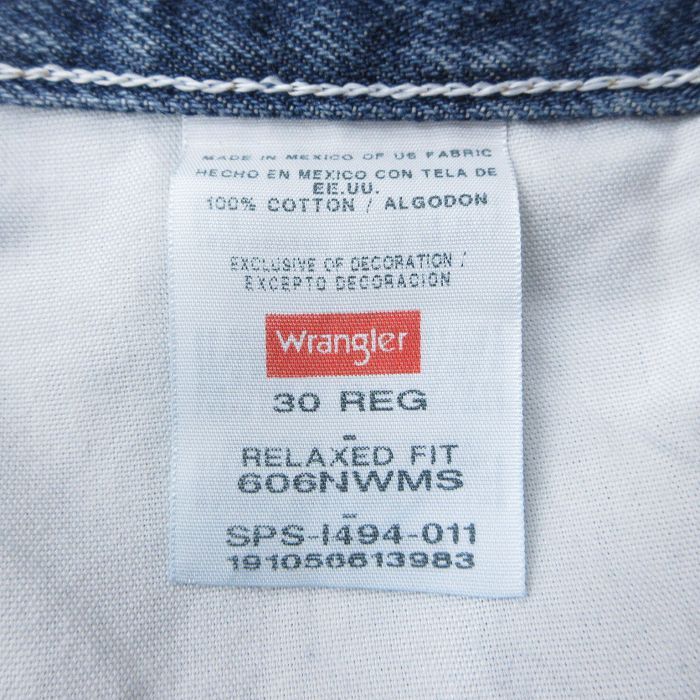 MADE IN MEXICO OF US FABRIC
HECHO EN MEXICO CON TELA DE
EE.UU.
100% COTTON / ALGODON
EXCLUSIVE OF DECORATION /
EXCEPTO DECORACION
Wrangler
30 REG
-
RELAXED FIT
606NWMS
-
SPS-I494-011
191056613983